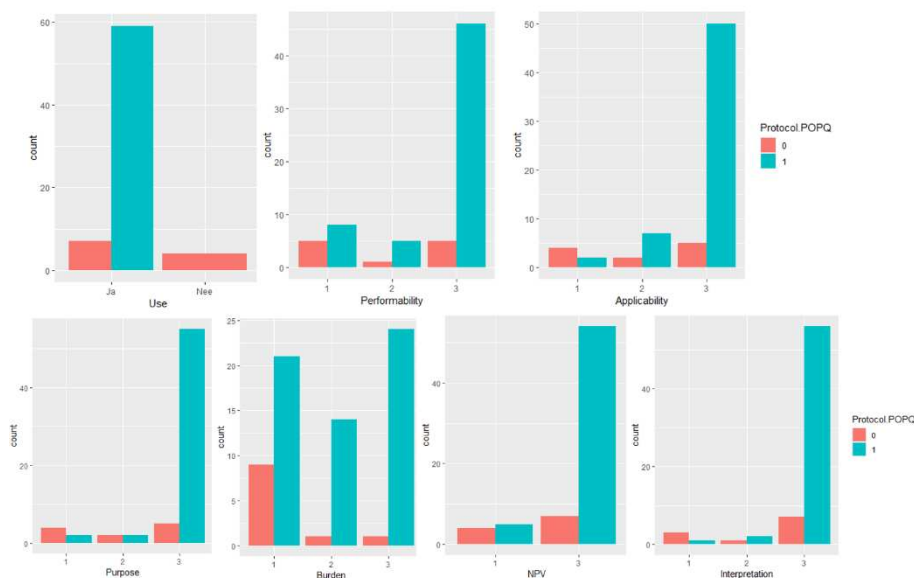 60
40
20
0
count
Ja
Nee
Use
40
30
20
10
0
count
1
2
3
Performability
50
40
30
20
10
0
count
1
2
3
Applicability
Protocol.POPQ
0
1
40
20
0
count
1
2
3
Purpose
25
20
15
10
5
0
count
1
2
3
Burden
40
20
0
count
1
3
NPV
40
20
0
count
1
2
3
Interpretation
Protocol.POPQ
0
1